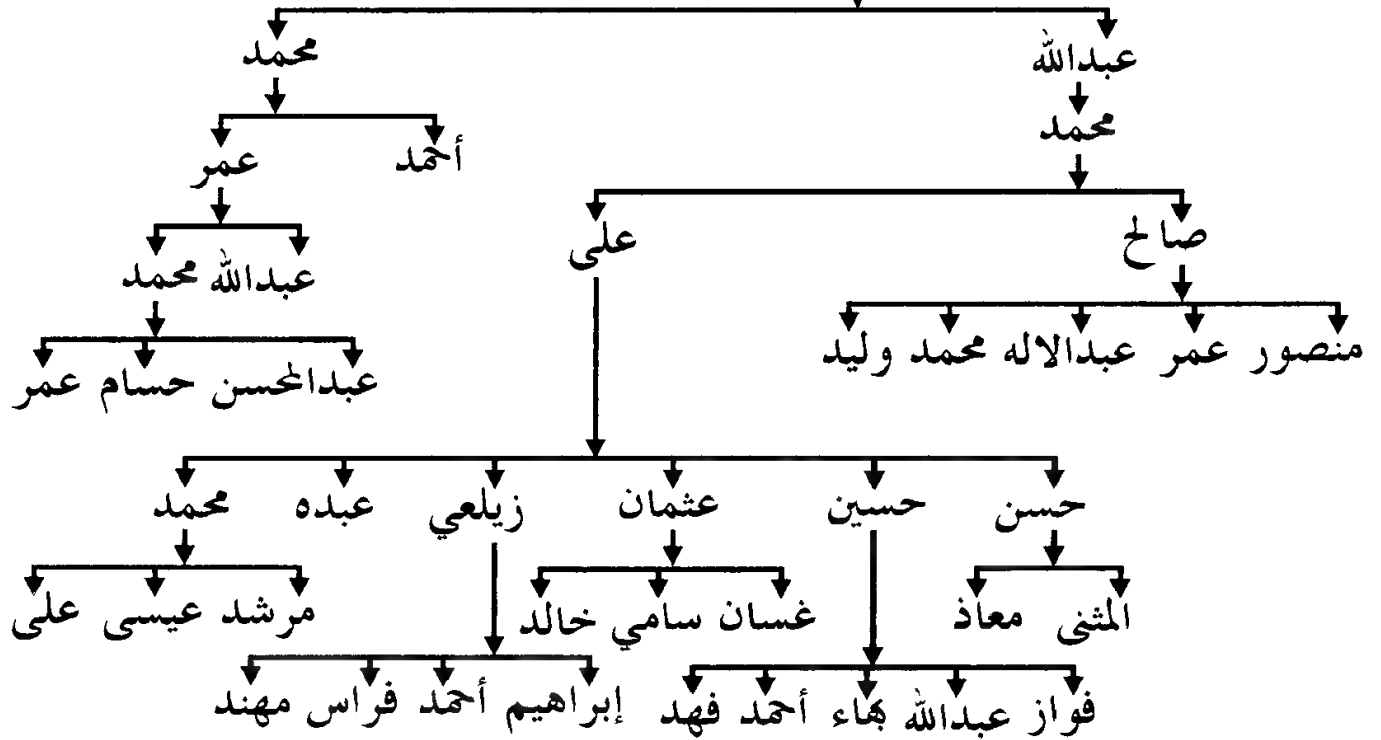 عبدالله محمد
محمد
أحمد عمر
صالح على
عبدالله محمد
منصور عمر عبدالاله محمد وليد
عبدالمحسن حسام عمر
حسن حسين عثمان زيلعي عبده محمد
المثنى معاذ غسان سامي خالد مرشد عيسى على
فواز عبدالله بهاء أحمد فهد إبراهيم أحمد فراس مهند